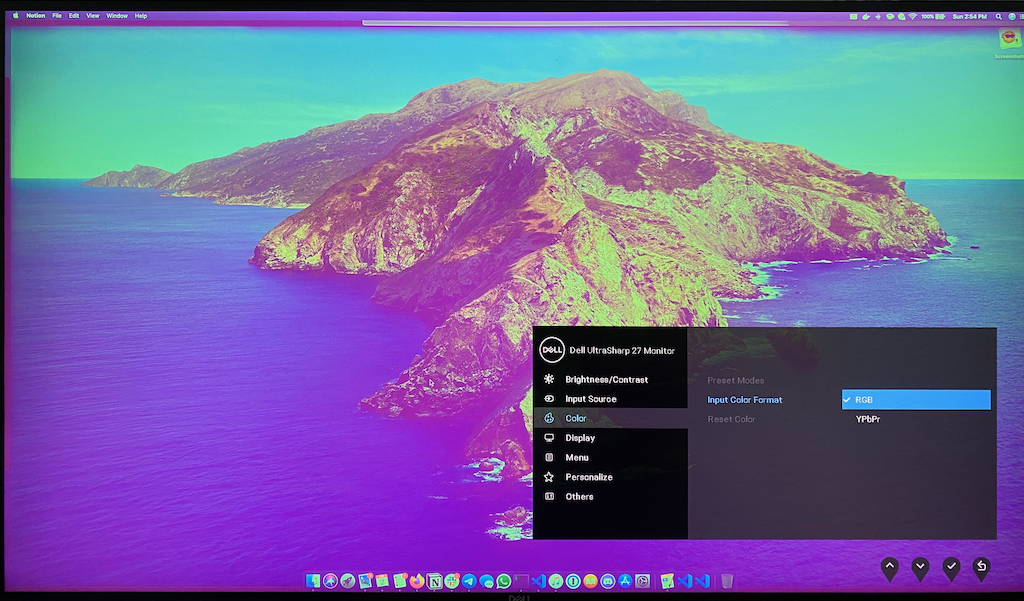 Notion File Edit View Window Help
100% Sun 2:54 PM
DELL Dell UltraSharp 27 Monitor
Brightness/Contrast
Input Source
Color
Display
Menu
Personalize
Others
Preset Modes
Input Color Format
Reset Color
RGB
YPbPr
DELL